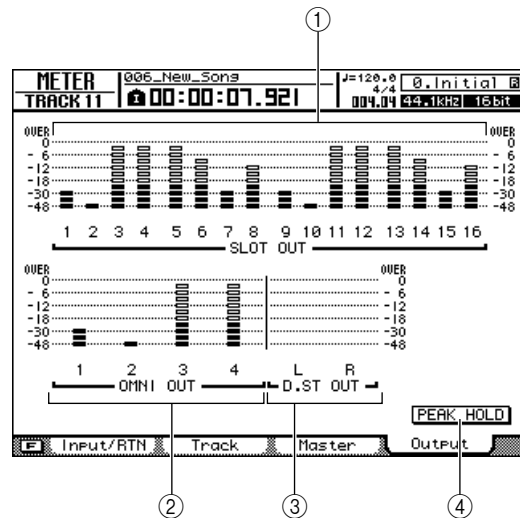 ①
METER 006_New_Song ♩=120.0 0.Initial R
4/4
TRACK 11 00:00:07.921 004.04 44.1kHz 16bit
OVER OVER
0 0
- 6 - 6
-12 -12
-18 -18
-30 -30
-48 -48
1 2 3 4 5 6 7 8 9 10 11 12 13 14 15 16
SLOT OUT
OVER OVER
0 0
- 6 - 6
-12 -12
-18 -18
-30 -30
-48 -48
1 2 3 4 L R
OMNI OUT D.ST OUT
PEAK HOLD
F Input/RTN Track Master Output
② ③ ④